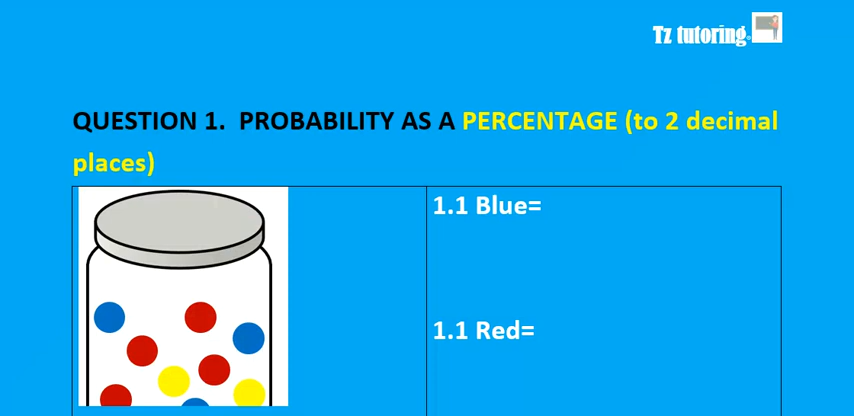 Tz tutoring
QUESTION 1. PROBABILITY AS A PERCENTAGE (to 2 decimal
places)
1.1 Blue=
1.1 Red=